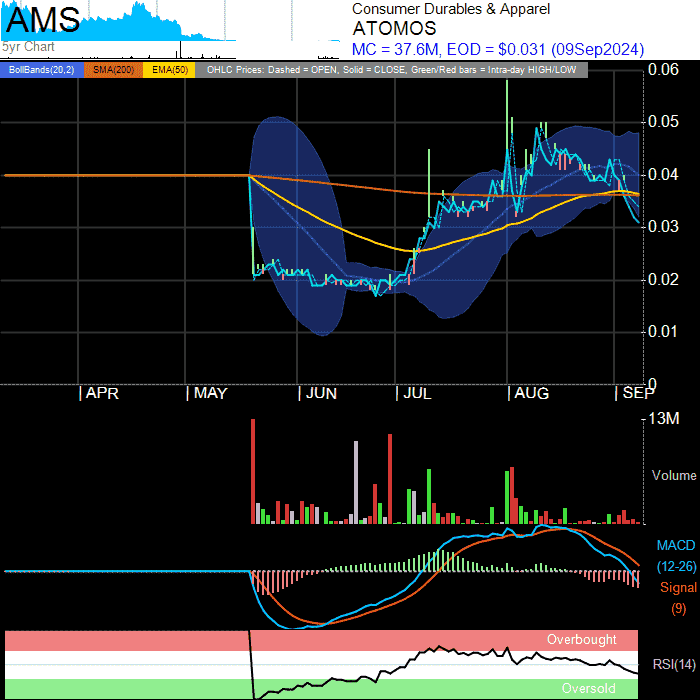 AMS
5yr Chart
Consumer Durables & Apparel
ATOMOS
MC = 37.6M, EOD = $0.031 (09Sep2024)
BollBands(20,2) SMA(200) EMA(50) OHLC Prices: Dashed = OPEN, Solid = CLOSE, Green/Red bars = Intra-day HIGH/LOW
0.06
0.05
0.04
0.03
0.02
0.01
0
APR MAY JUN JUL AUG SEP
13M
Volume
MACD
(12-26)
Signal
(9)
Overbought
RSI(14)
Oversold